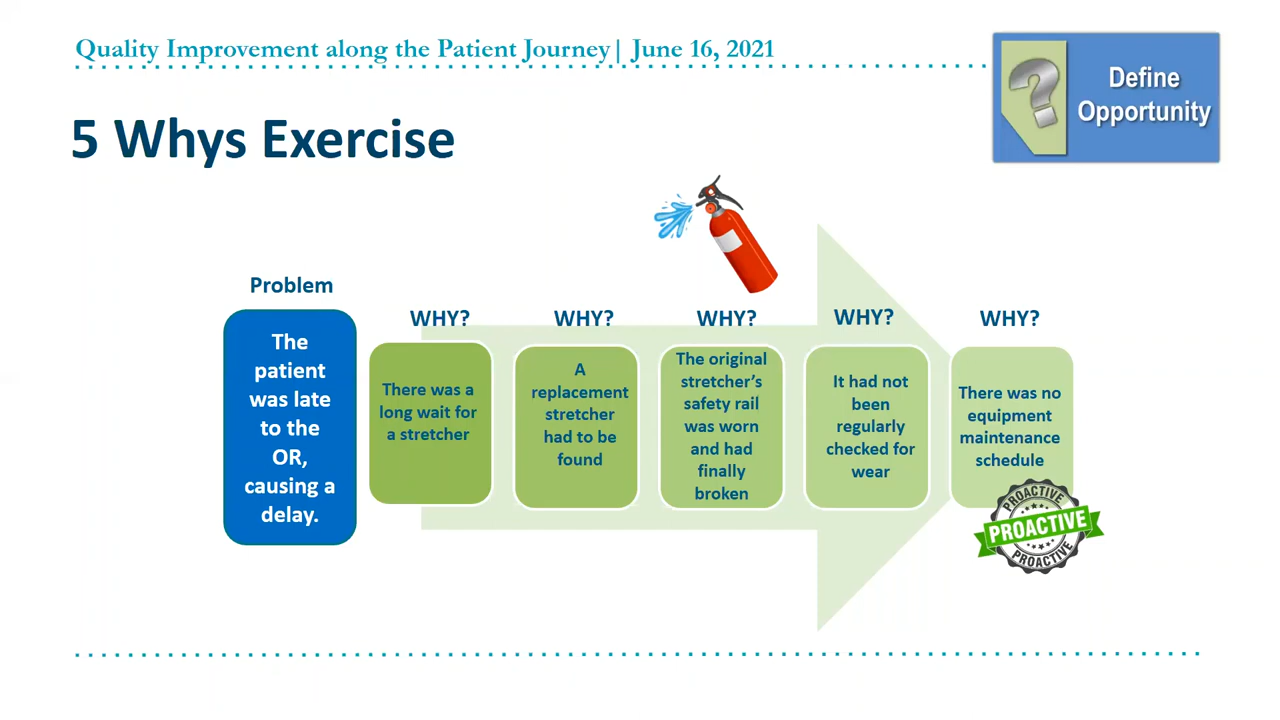 Quality Improvement along the Patient Journey| June 16, 2021
Define
Opportunity
5 Whys Exercise
Problem
The
patient
was late
to the
OR,
causing a
delay.
WHY?
There was a
long wait for
a stretcher
WHY?
A
replacement
stretcher
had to be
found
WHY?
The original
stretcher’s
safety rail
was worn
and had
finally
broken
WHY?
It had not
been
regularly
checked for
wear
WHY?
There was no
equipment
maintenance
schedule
PROACTIVE
PROACTIVE
PROACTIVE